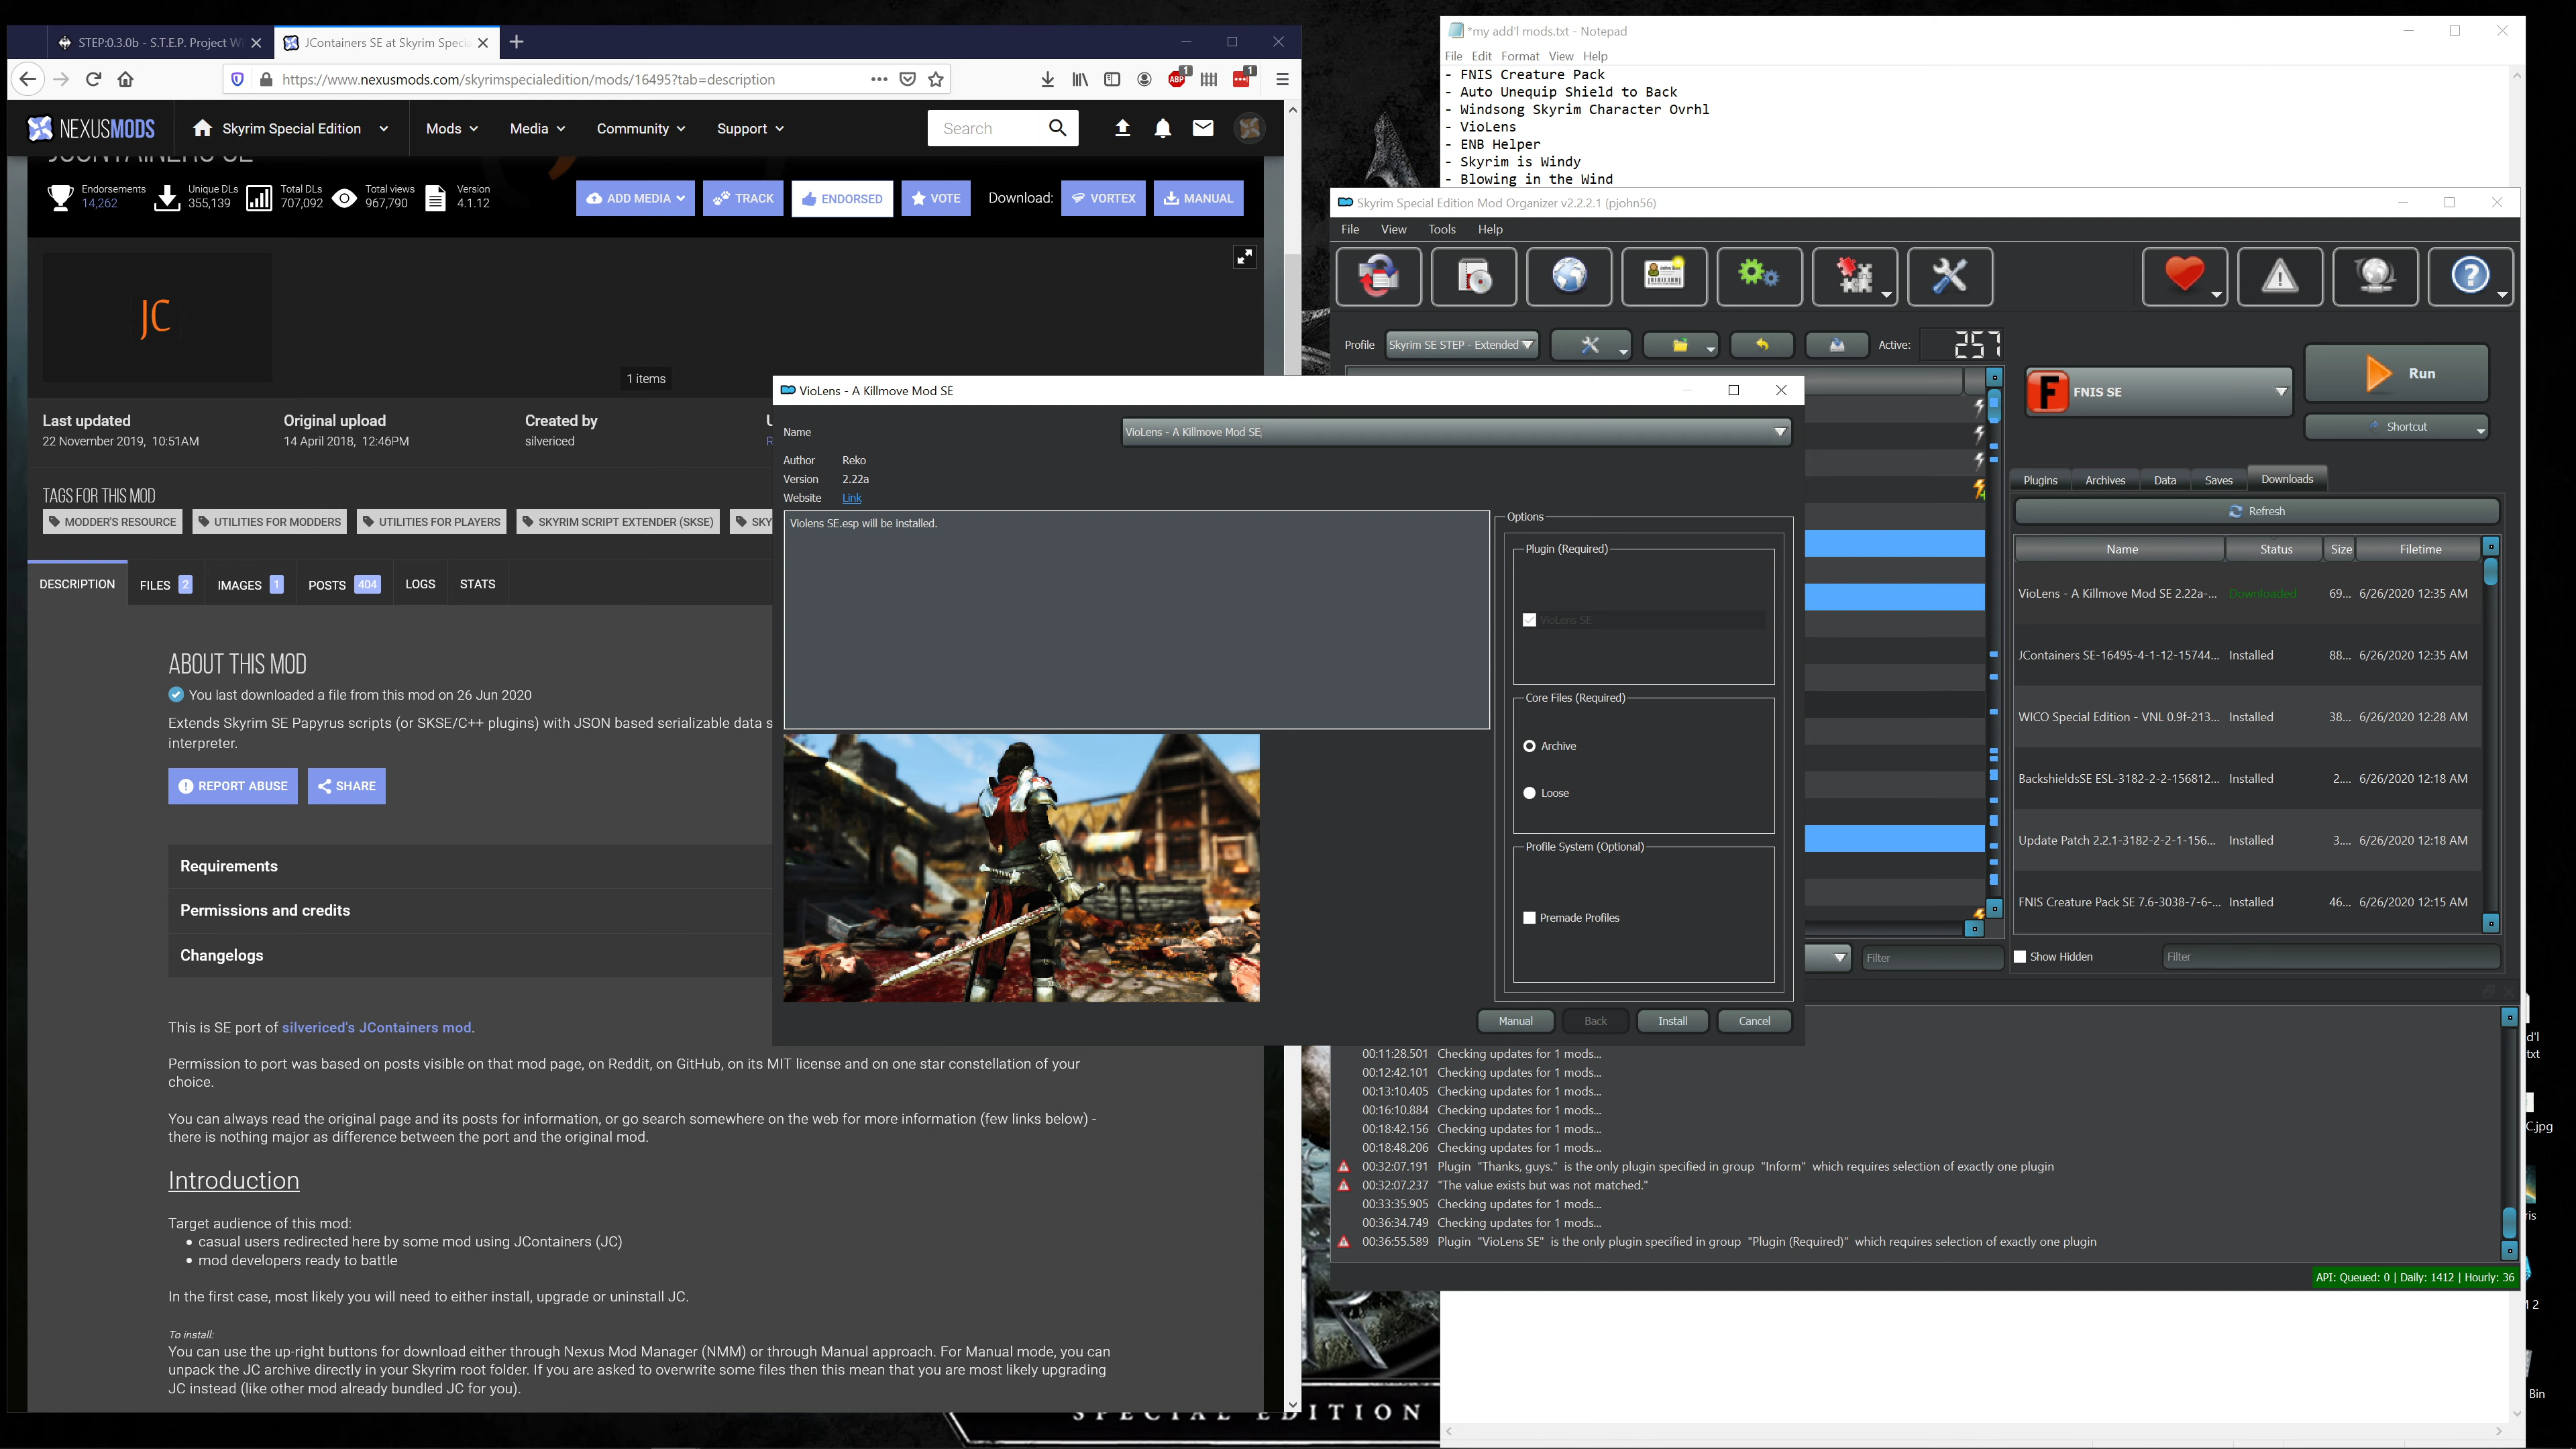 STEP:0.3.0b - S.T.E.P. Project W
JContainers SE at Skyrim Specia
https://www.nexusmods.com/skyrimspecialedition/mods/16495?tab=description
ABP
1
1
NEXUSMODS
Skyrim Special Edition
Mods
Media
Community
Support
Search
JCONTAINERS SE
Endorsements
14,262
Unique DLs
355,139
Total DLs
707,092
Total views
967,790
Version
4.1.12
ADD MEDIA
TRACK
ENDORSED
VOTE
Download:
VORTEX
MANUAL
JC
1 items
Last updated
22 November 2019, 10:51AM
Original upload
14 April 2018, 12:46PM
Created by
silvericed
U
R
TAGS FOR THIS MOD
MODDER'S RESOURCE
UTILITIES FOR MODDERS
UTILITIES FOR PLAYERS
SKYRIM SCRIPT EXTENDER (SKSE)
SKY
DESCRIPTION
FILES 2
IMAGES 1
POSTS 404
LOGS
STATS
ABOUT THIS MOD
You last downloaded a file from this mod on 26 Jun 2020
Extends Skyrim SE Papyrus scripts (or SKSE/C++ plugins) with JSON based serializable data s
interpreter.
REPORT ABUSE
SHARE
Requirements
Permissions and credits
Changelogs
This is SE port of silvericed's JContainers mod.
Permission to port was based on posts visible on that mod page, on Reddit, on GitHub, on its MIT license and on one star constellation of your
choice.
You can always read the original page and its posts for information, or go search somewhere on the web for more information (few links below) -
there is nothing major as difference between the port and the original mod.
Introduction
Target audience of this mod:
• casual users redirected here by some mod using JContainers (JC)
• mod developers ready to battle
In the first case, most likely you will need to either install, upgrade or uninstall JC.
To install:
You can use the up-right buttons for download either through Nexus Mod Manager (NMM) or through Manual approach. For Manual mode, you can
unpack the JC archive directly in your Skyrim root folder. If you are asked to overwrite some files then this mean that you are most likely upgrading
JC instead (like other mod already bundled JC for you).
*my add'l mods.txt - Notepad
File Edit Format View Help
- FNIS Creature Pack
- Auto Unequip Shield to Back
- Windsong Skyrim Character Ovrhl
- VioLens
- ENB Helper
- Skyrim is Windy
- Blowing in the Wind
Skyrim Special Edition Mod Organizer v2.2.2.1 (pjohn56)
File View Tools Help
Profile
Skyrim SE STEP - Extended
Active:
257
FNIS SE
Run
Shortcut
Plugins
Archives
Data
Saves
Downloads
Refresh
Name Status Size Filetime
VioLens - A Killmove Mod SE 2.22a-... Downloaded 69... 6/26/2020 12:35 AM
JContainers SE-16495-4-1-12-15744... Installed 88... 6/26/2020 12:35 AM
WICO Special Edition - VNL 0.9f-213... Installed 38... 6/26/2020 12:28 AM
BackshieldsSE ESL-3182-2-2-156812... Installed 2.... 6/26/2020 12:18 AM
Update Patch 2.2.1-3182-2-2-1-156... Installed 3.... 6/26/2020 12:18 AM
FNIS Creature Pack SE 7.6-3038-7-6-... Installed 46... 6/26/2020 12:15 AM
Filter
Show Hidden
Filter
VioLens - A Killmove Mod SE
Name
VioLens - A Killmove Mod SE
Author Reko
Version 2.22a
Website Link
Violens SE.esp will be installed.
Options
Plugin (Required)
VioLens SE
Core Files (Required)
Archive
Loose
Profile System (Optional)
Premade Profiles
Manual
Back
Install
Cancel
00:11:28.501 Checking updates for 1 mods...
00:12:42.101 Checking updates for 1 mods...
00:13:10.405 Checking updates for 1 mods...
00:16:10.884 Checking updates for 1 mods...
00:18:42.156 Checking updates for 1 mods...
00:18:48.206 Checking updates for 1 mods...
00:32:07.191 Plugin "Thanks, guys." is the only plugin specified in group "Inform" which requires selection of exactly one plugin
00:32:07.237 "The value exists but was not matched."
00:33:35.905 Checking updates for 1 mods...
00:36:34.749 Checking updates for 1 mods...
00:36:55.589 Plugin "VioLens SE" is the only plugin specified in group "Plugin (Required)" which requires selection of exactly one plugin
API: Queued: 0 | Daily: 1412 | Hourly: 36
d'l
txt
C.jpg
ris
M 2
Bin
SPECIAL EDITION